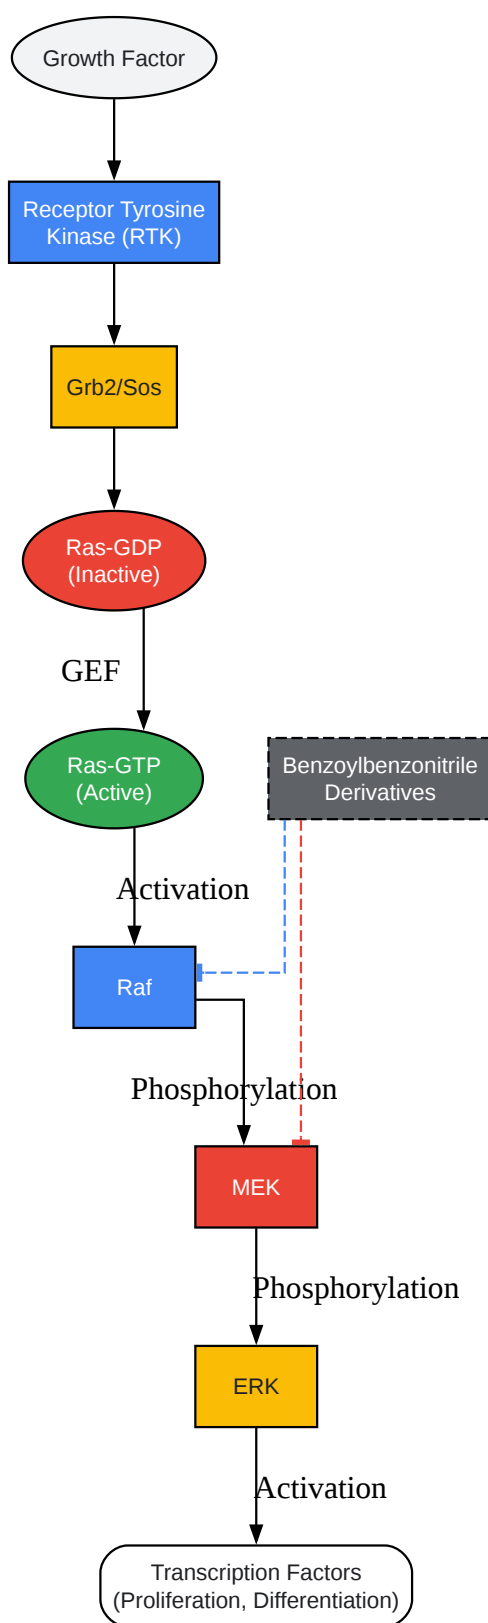 Growth Factor
Receptor Tyrosine
Kinase (RTK)
Grb2/Sos
Ras-GDP
(Inactive)
GEF
Ras-GTP
(Active)
Benzoylbenzonitrile
Derivatives
Activation
Raf
Phosphorylation
MEK
Phosphorylation
ERK
Activation
Transcription Factors
(Proliferation, Differentiation)